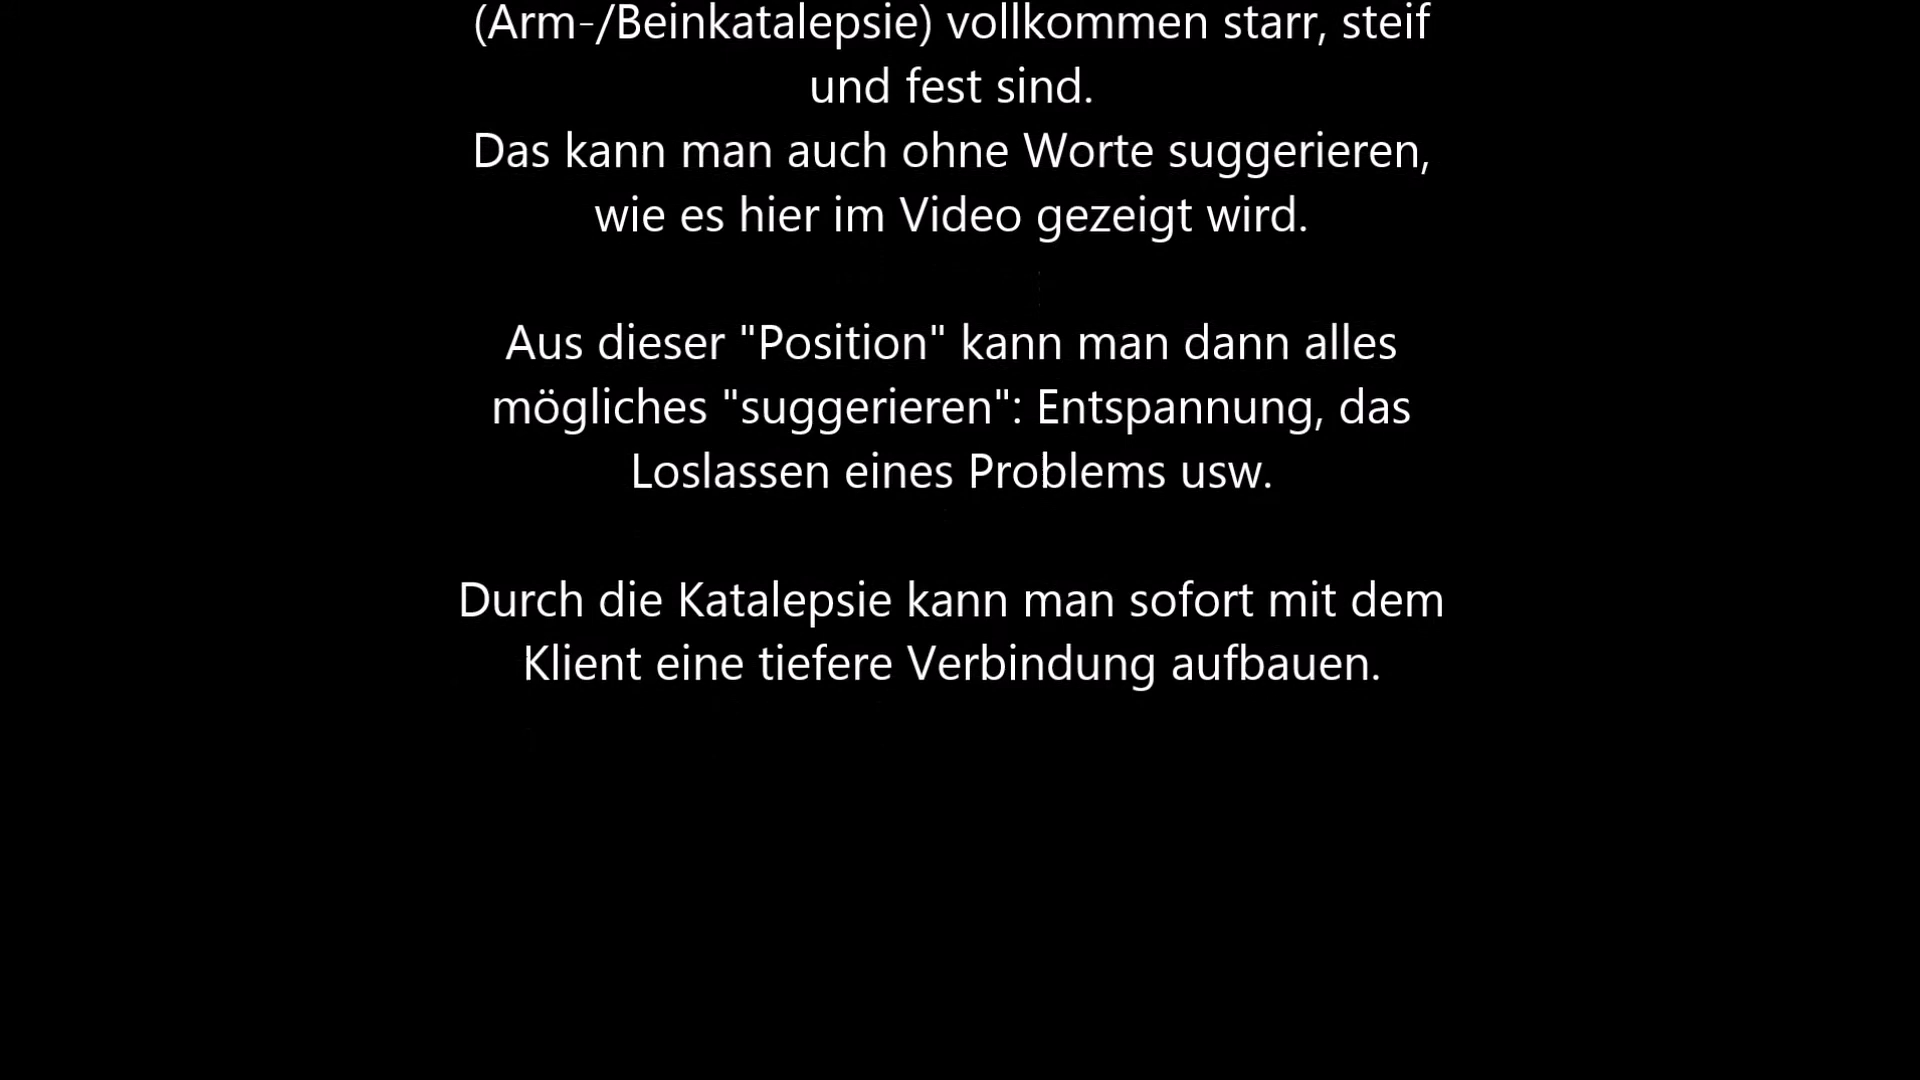 (Arm-/Beinkatalepsie) vollkommen starr, steif
und fest sind.
Das kann man auch ohne Worte suggerieren,
wie es hier im Video gezeigt wird.
Aus dieser "Position" kann man dann alles
mögliches "suggerieren": Entspannung, das
Loslassen eines Problems usw.
Durch die Katalepsie kann man sofort mit dem
Klient eine tiefere Verbindung aufbauen.